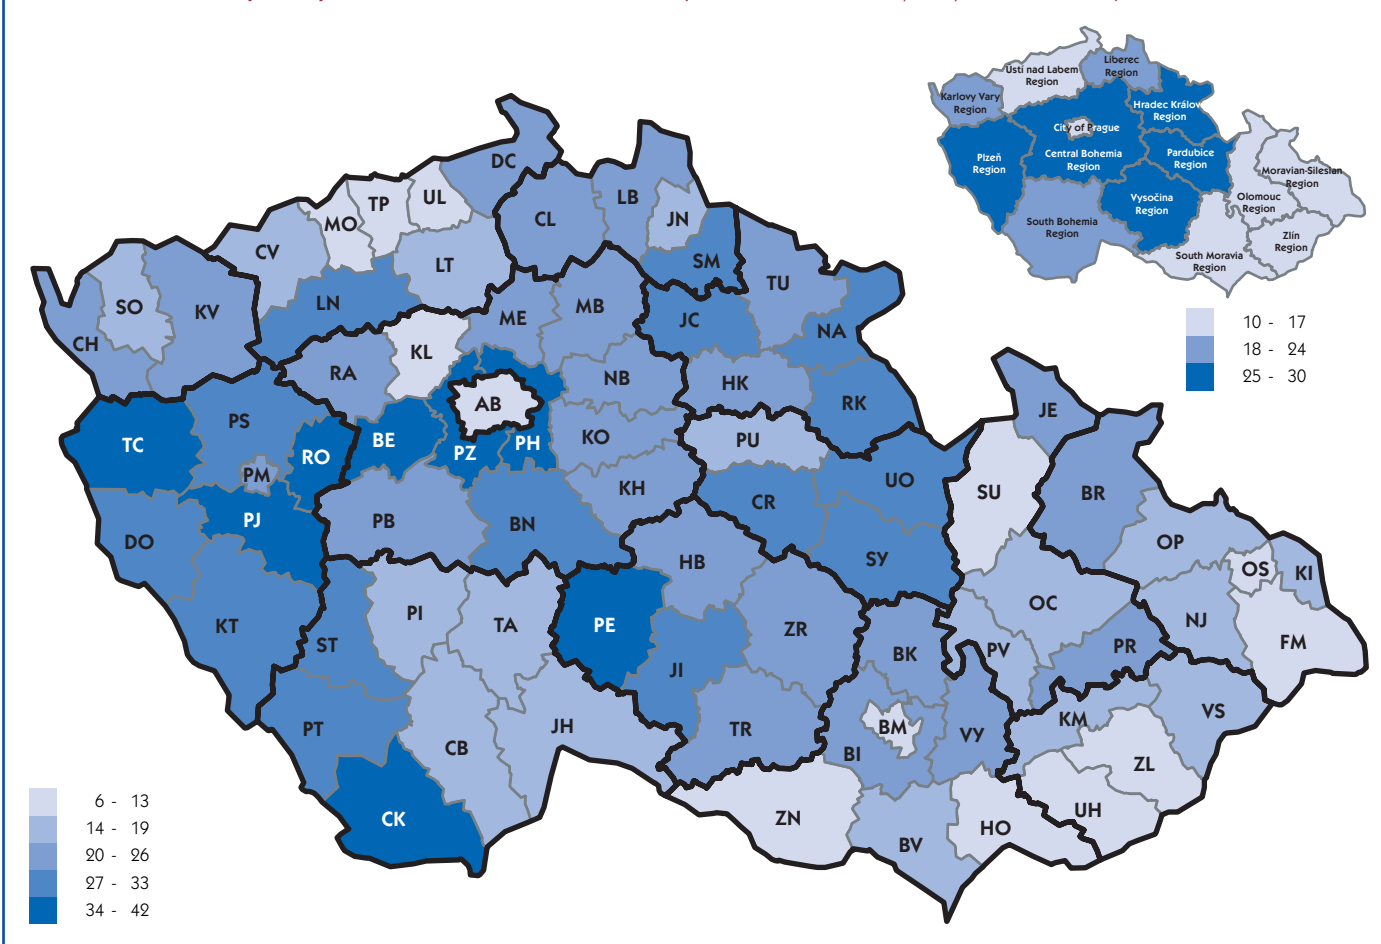 Ústí nad Labem
Region
Liberec
Region
Karlovy Vary
Region
Hradec Králov
Region
City of Prague
Plzeň
Region
Central Bohemia
Region
Pardubice
Region
Moravian-Silesian
Region
Vysočina
Region
Olomouc
Region
South Bohemia
Region
Zlín
Region
South Moravia
Region
10 - 17
18 - 24
25 - 30
DC
TP
UL
MO
LB
JN
CL
CV
LT
SM
TU
SO
KV
LN
ME
MB
JC
NA
CH
KL
RA
NB
HK
RK
AB
JE
TC
PS
BE
PZ
PH
KO
PU
RO
PM
KH
UO
SU
BR
PJ
PB
BN
CR
DO
HB
SY
OP
OS
KI
PI
TA
PE
ZR
OC
NJ
KT
ST
JI
BK
PV
PR
FM
PT
JH
TR
BM
VY
KM
VS
CB
BI
ZL
CK
ZN
BV
HO
UH
6 - 13
14 - 19
20 - 26
27 - 33
34 - 42